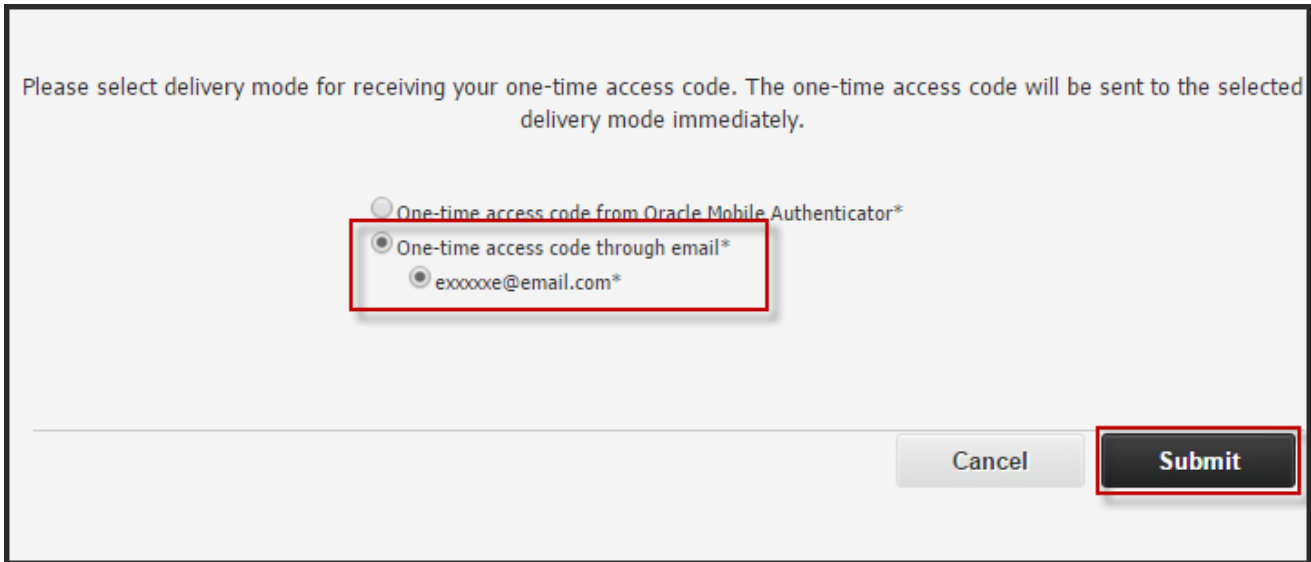 Please select delivery mode for receiving your one-time access code. The one-time access code will be sent to the selected
delivery mode immediately.
One-time access code from Oracle Mobile Authenticator*
One-time access code through email*
exxxxxe@email.com*
Cancel
Submit